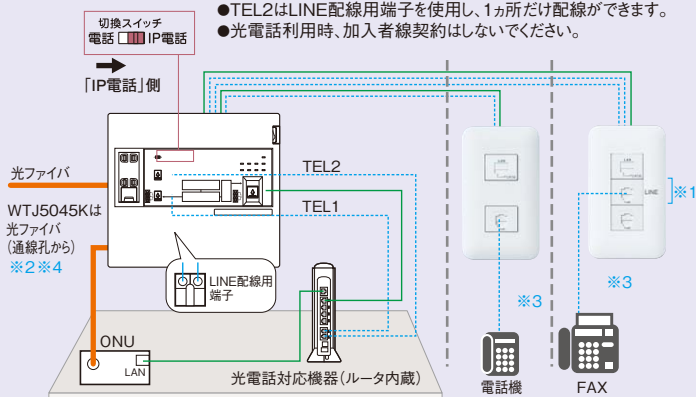 ●TEL2はLINE配線用端子を使用し、1ヵ所だけ配線ができます。
●光電話利用時、加入者線契約はしないでください。
切換スイッチ
電話 IP電話
「IP電話」側
光ファイバ
WTJ5045Kは
光ファイバ
(通線孔から)
※2※4
TEL2
TEL1
LINE配線用
端子
LINE
※1
※3
※3
ONU
LAN
光電話対応機器(ルータ内蔵)
電話機
FAX